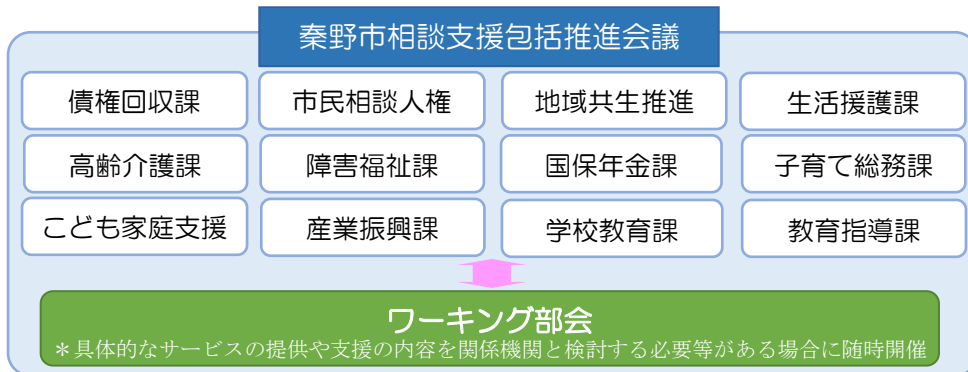 秦野市相談支援包括推進会議
債権回収課
市民相談人権
地域共生推進
生活援護課
高齢介護課
障害福祉課
国保年金課
子育て総務課
こども家庭支援
産業振興課
学校教育課
教育指導課
ワーキング部会
＊具体的なサービスの提供や支援の内容を関係機関と検討する必要等がある場合に随時開催